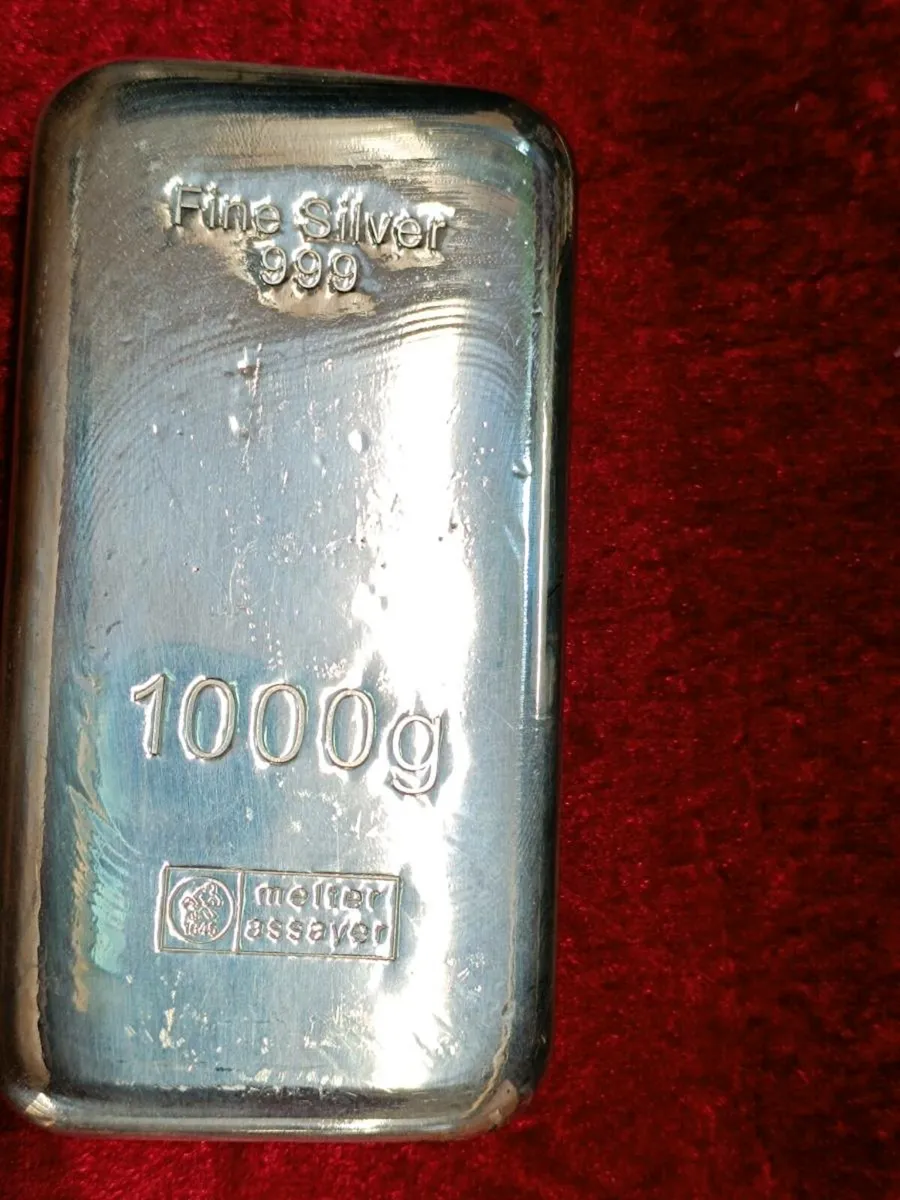 Fine Silver
999
1000g
melter
assayer